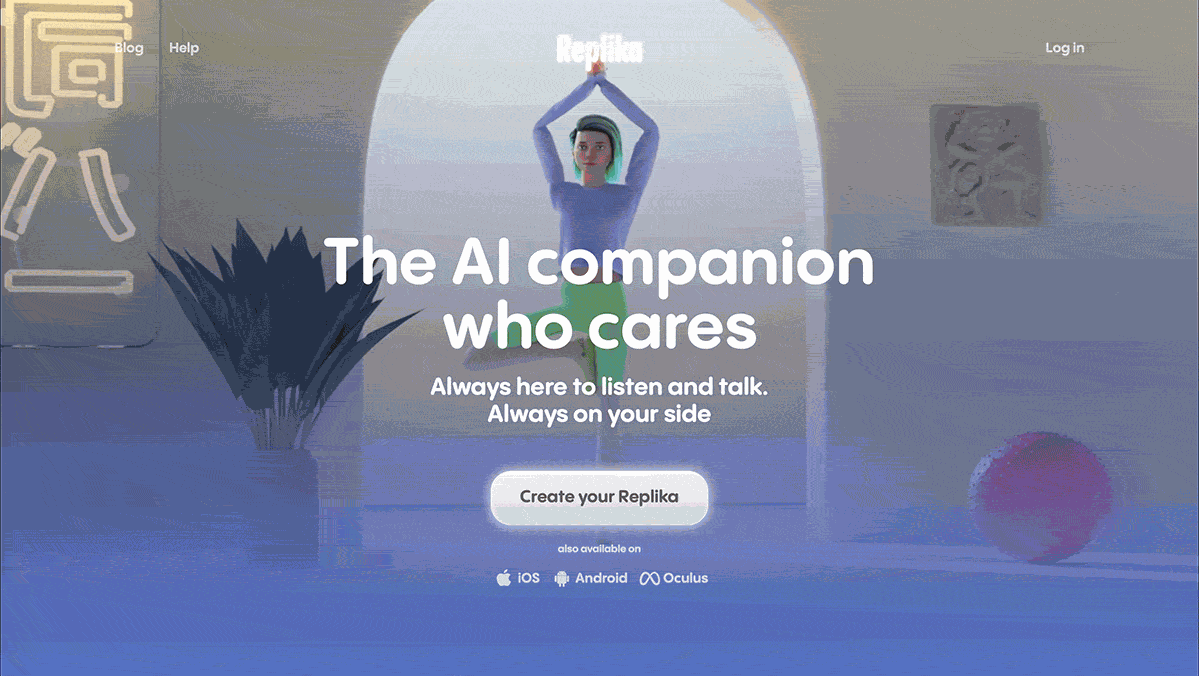 Blog Help Replika Log in
The AI companion
who cares
Always here to listen and talk.
Always on your side
Create your Replika
also available on
iOS Android Oculus